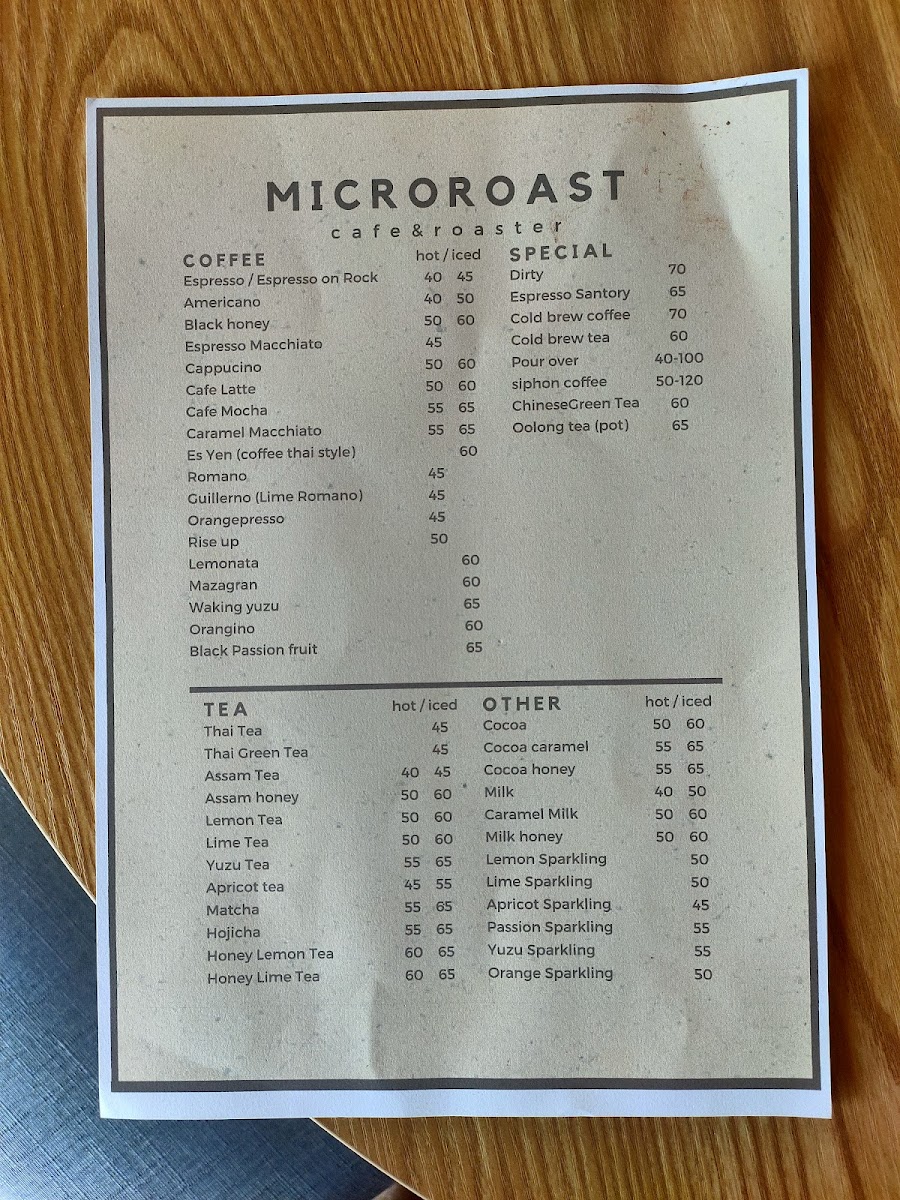 MICROROAST
cafe&roaster
COFFEE hot / iced
Espresso / Espresso on Rock 40 45
Americano 40 50
Black honey 50 60
Espresso Macchiato 45
Cappucino 50 60
Cafe Latte 50 60
Cafe Mocha 55 65
Caramel Macchiato 55 65
Es Yen (coffee thai style) 60
Romano 45
Guillerno (Lime Romano) 45
Orangepresso 45
Rise up 50
Lemonata 60
Mazagran 60
Waking yuzu 65
Orangino 60
Black Passion fruit 65
SPECIAL
Dirty 70
Espresso Santory 65
Cold brew coffee 70
Cold brew tea 60
Pour over 40-100
siphon coffee 50-120
ChineseGreen Tea 60
Oolong tea (pot) 65
TEA hot / iced
Thai Tea 45
Thai Green Tea 45
Assam Tea 40 45
Assam honey 50 60
Lemon Tea 50 60
Lime Tea 50 60
Yuzu Tea 55 65
Apricot tea 45 55
Matcha 55 65
Hojicha 55 65
Honey Lemon Tea 60 65
Honey Lime Tea 60 65
OTHER hot / iced
Cocoa 50 60
Cocoa caramel 55 65
Cocoa honey 55 65
Milk 40 50
Caramel Milk 50 60
Milk honey 50 60
Lemon Sparkling 50
Lime Sparkling 50
Apricot Sparkling 45
Passion Sparkling 55
Yuzu Sparkling 55
Orange Sparkling 50